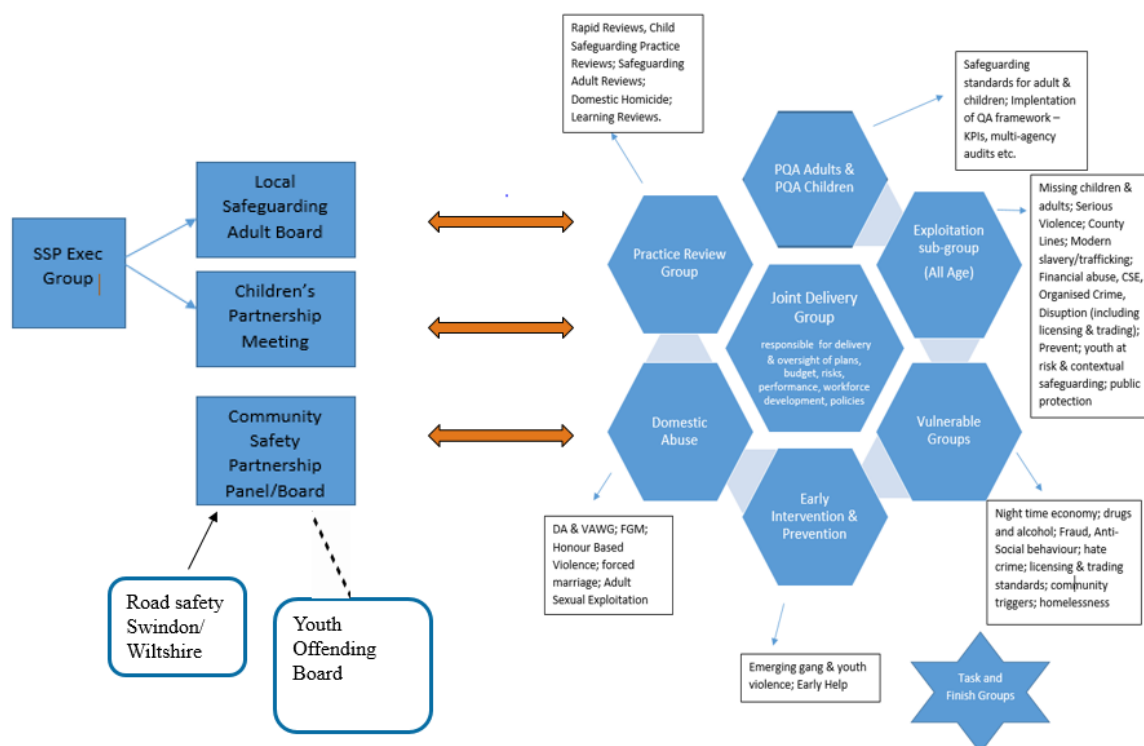 Rapid Reviews, Child
Safeguarding Practice
Reviews; Safeguarding
Adult Reviews;
Domestic Homicide;
Learning Reviews.
Safeguarding
standards for adult &
children; Implentation
of QA framework –
KPIs, multi-agency
audits etc.
PQA Adults &
PQA Children
Local
Safeguarding
Adult Board
SSP Exec
Group
Children's
Partnership
Meeting
Community
Safety
Partnership
Panel/Board
Practice Review
Group
Exploitation
sub-group
(All Age)
Missing children &
adults; Serious
Violence; County
Lines; Modern
slavery/trafficking;
Financial abuse, CSE,
Organised Crime,
Disruption (including
licensing & trading);
Prevent; youth at
risk & contextual
safeguarding; public
protection
Joint Delivery
Group
responsible for delivery
& oversight of plans,
budget, risks,
performance, workforce
development, policies
Domestic
Abuse
Vulnerable
Groups
Early
Intervention &
Prevention
DA & VAWG; FGM;
Honour Based
Violence; forced
marriage; Adult
Sexual Exploitation
Night time economy; drugs
and alcohol; Fraud, Anti-
Social behaviour; hate
crime; licensing & trading
standards; community
triggers; homelessness
Road safety
Swindon/
Wiltshire
Youth
Offending
Board
Emerging gang & youth
violence; Early Help
Task and
Finish Groups